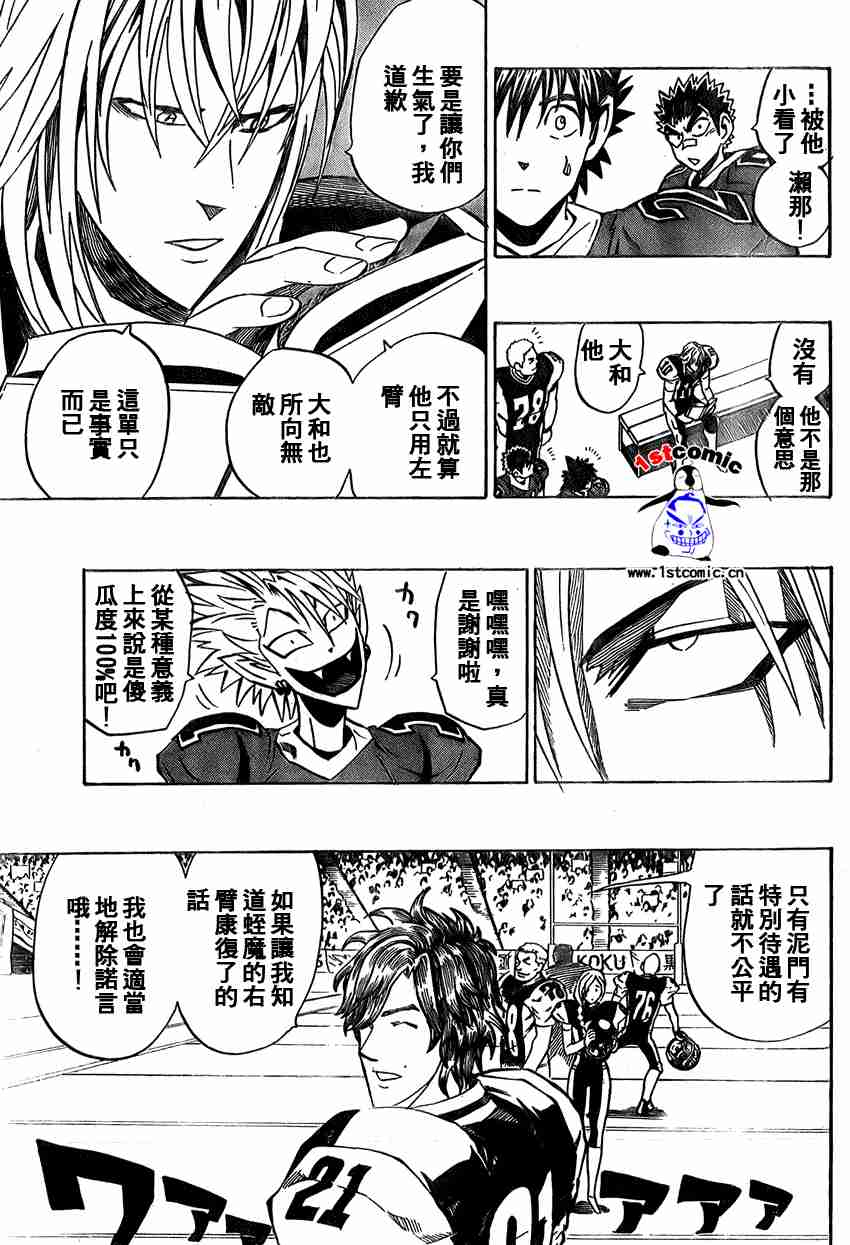 …被他
小看了
瀨那！
要是讓你們
生氣了，我
道歉
沒有
他不是那
個意思
大和
他
78
1stcomic
www.1stcomic.cn
不過就算
他只用左
臂
大和也
所向無
敵
這單只
是事實
而已
嘿嘿嘿，真
是謝謝啦
カカ
カカ
從某種意義
上來說是傻
瓜度100%吧！
只有泥門有
特別待遇的
話就不公平
了
如果讓我知
道蛭魔的右
臂康復了的
話
我也會適當
地解除諾言
哦……！
KOKU
76
21
ワァァァ
アアア